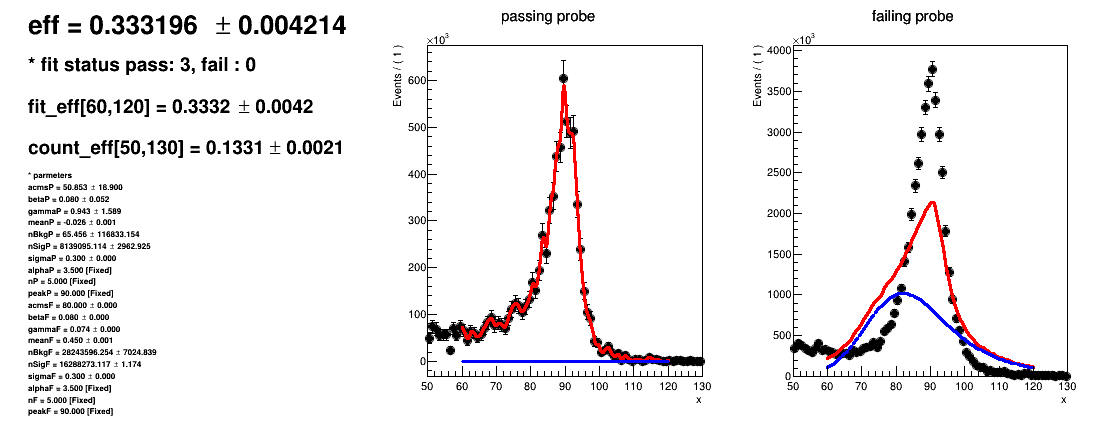 eff = 0.333196 ± 0.004214
* fit status pass: 3, fail : 0
fit_eff[60,120] = 0.3332 ± 0.0042
count_eff[50,130] = 0.1331 ± 0.0021
* parmeters
acmsP = 50.853 ± 18.900
betaP = 0.080 ± 0.052
gammaP = 0.943 ± 1.589
meanP = -0.026 ± 0.001
nBkgP = 65.456 ± 116833.154
nSigP = 8139095.114 ± 2962.925
sigmaP = 0.300 ± 0.000
alphaP = 3.500 [Fixed]
nP = 5.000 [Fixed]
peakP = 90.000 [Fixed]
acmsF = 80.000 ± 0.000
betaF = 0.080 ± 0.000
gammaF = 0.074 ± 0.000
meanF = 0.450 ± 0.001
nBkgF = 28243596.254 ± 7024.839
nSigF = 16288273.117 ± 1.174
sigmaF = 0.300 ± 0.000
alphaF = 3.500 [Fixed]
nF = 5.000 [Fixed]
peakF = 90.000 [Fixed]
passing probe
×10³
Events / ( 1 )
600
500
400
300
200
100
0
50 60 70 80 90 100 110 120 130
x
failing probe
×10³
Events / ( 1 )
4000
3500
3000
2500
2000
1500
1000
500
0
50 60 70 80 90 100 110 120 130
x